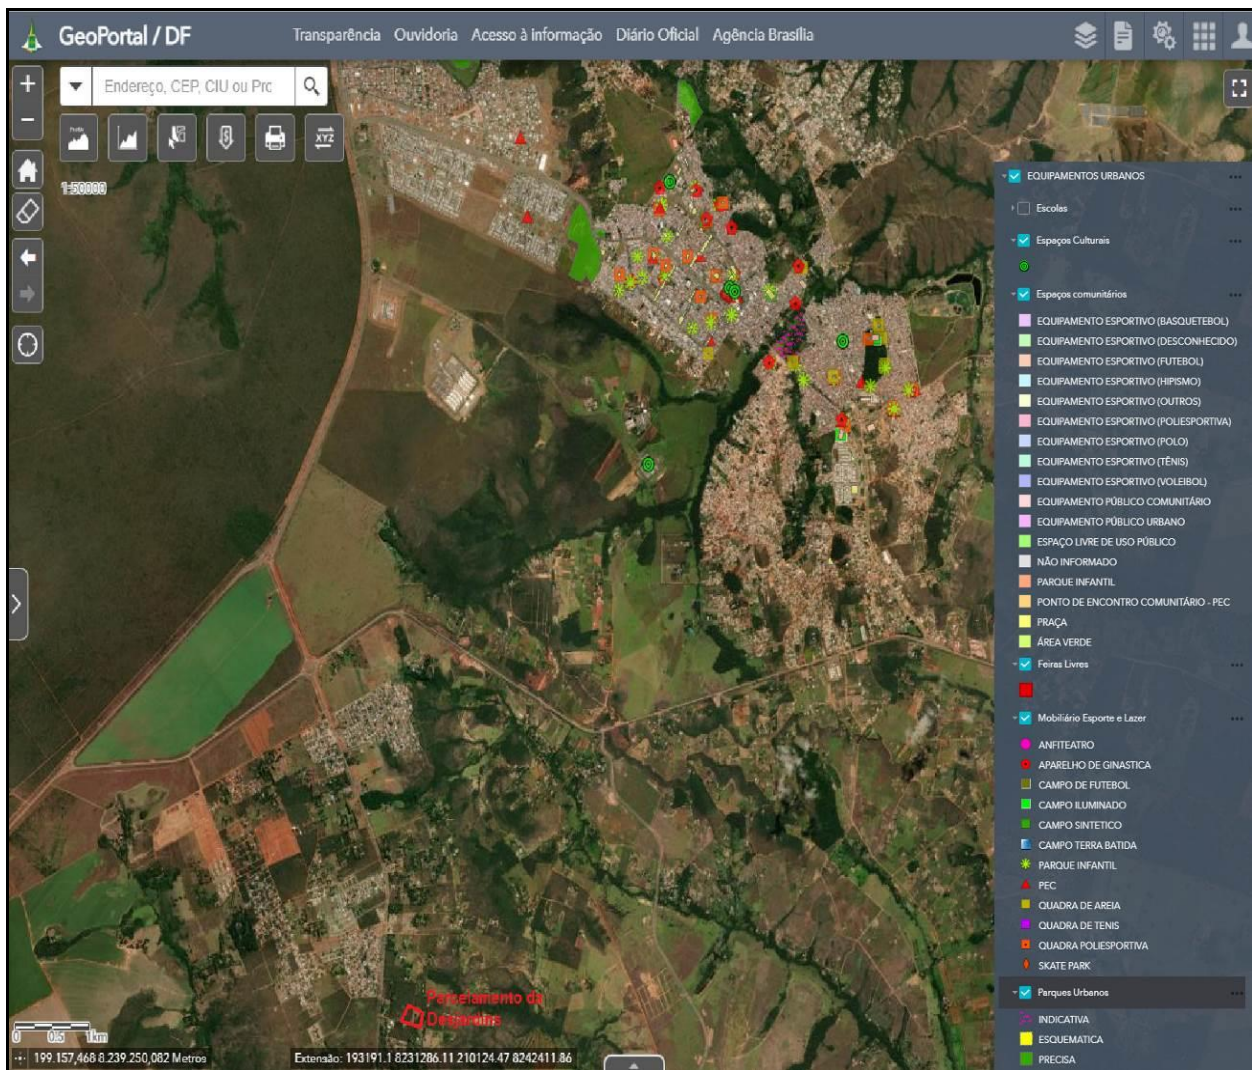 GeoPortal / DF
Transparência Ouvidoria Acesso à informação Diário Oficial Agência Brasília
+
Endereço, CEP, CIU ou Prc
−
XYZ
1:50000
EQUIPAMENTOS URBANOS
Escolas
Espaços Culturais
Espaços comunitários
EQUIPAMENTO ESPORTIVO (BASQUETEBOL)
EQUIPAMENTO ESPORTIVO (DESCONHECIDO)
EQUIPAMENTO ESPORTIVO (FUTEBOL)
EQUIPAMENTO ESPORTIVO (HIPISMO)
EQUIPAMENTO ESPORTIVO (OUTROS)
EQUIPAMENTO ESPORTIVO (POLIESPORTIVA)
EQUIPAMENTO ESPORTIVO (POLO)
EQUIPAMENTO ESPORTIVO (TÊNIS)
EQUIPAMENTO ESPORTIVO (VOLEIBOL)
EQUIPAMENTO PÚBLICO COMUNITÁRIO
EQUIPAMENTO PÚBLICO URBANO
ESPAÇO LIVRE DE USO PÚBLICO
NÃO INFORMADO
PARQUE INFANTIL
PONTO DE ENCONTRO COMUNITÁRIO - PEC
PRAÇA
ÁREA VERDE
Feiras Livres
Mobiliário Esporte e Lazer
ANFITEATRO
APARELHO DE GINASTICA
CAMPO DE FUTEBOL
CAMPO ILUMINADO
CAMPO SINTETICO
CAMPO TERRA BATIDA
PARQUE INFANTIL
PEC
QUADRA DE AREIA
QUADRA DE TENIS
QUADRA POLIESPORTIVA
SKATE PARK
Parques Urbanos
INDICATIVA
ESQUEMATICA
PRECISA
Parcelamento da
Desjardins
0 0.5 1km
199.157,468 8.239.250,082 Metros
Extensão: 193191.1 8231286.11 210124.47 8242411.86